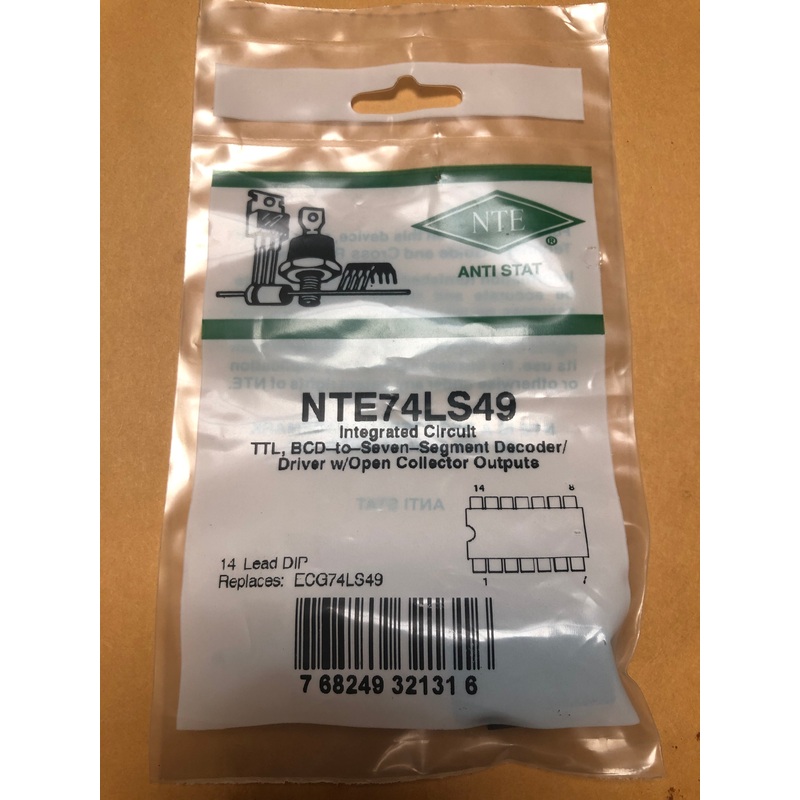 NTE
®
ANTI STAT
NTE74LS49
Integrated Circuit
TTL, BCD–to–Seven–Segment Decoder/
Driver w/Open Collector Outputs
14 8
1 7
14 Lead DIP
Replaces: ECG74LS49
7 68249 32131 6